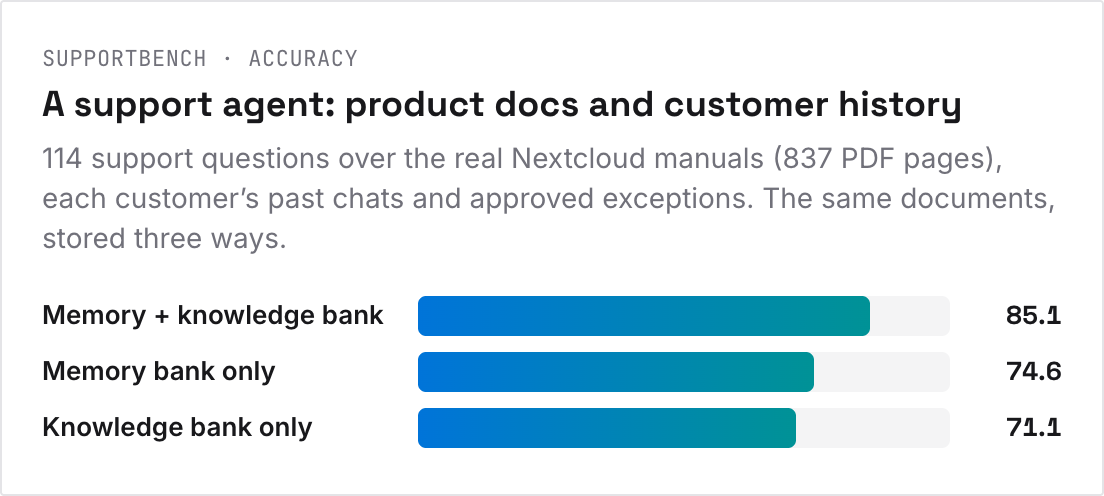 SUPPORTBENCH · ACCURACY
A support agent: product docs and customer history
114 support questions over the real Nextcloud manuals (837 PDF pages),
each customer’s past chats and approved exceptions. The same documents,
stored three ways.
Memory + knowledge bank 85.1
Memory bank only 74.6
Knowledge bank only 71.1